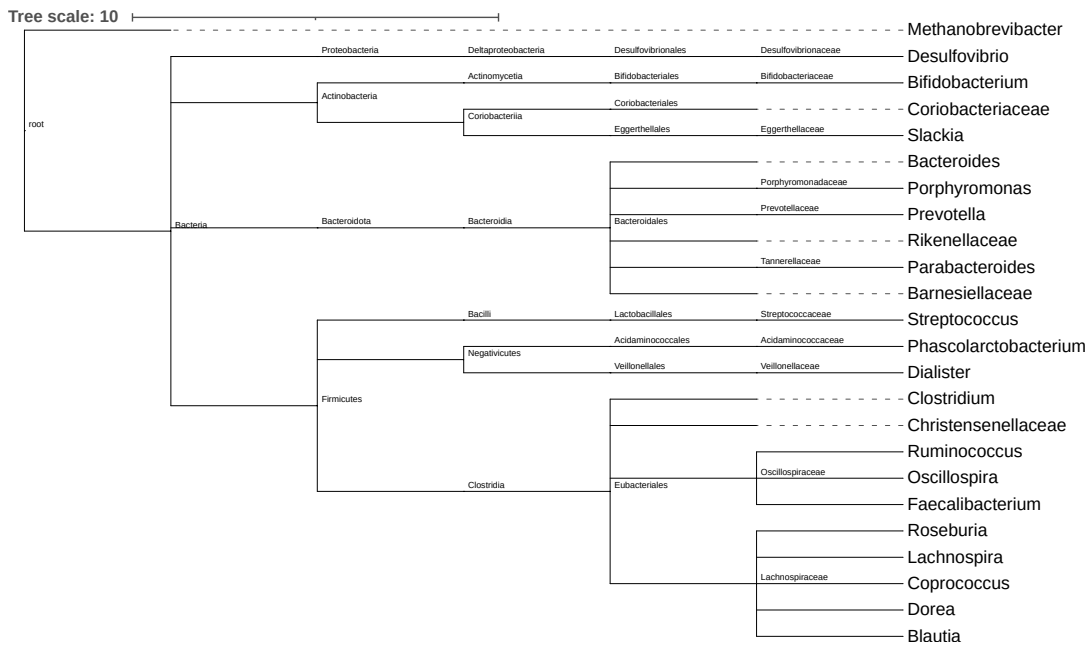 Tree scale: 10
Methanobrevibacter
Proteobacteria Deltaproteobacteria Desulfovibrionales Desulfovibrionaceae Desulfovibrio
Actinomycetia Bifidobacteriales Bifidobacteriaceae Bifidobacterium
Actinobacteria
Coriobacteriales Coriobacteriaceae
Coriobacteriia
root
Eggerthellales Eggerthellaceae Slackia
Bacteroides
Porphyromonadaceae Porphyromonas
Prevotellaceae Prevotella
Bacteria Bacteroidota Bacteroidia Bacteroidales
Rikenellaceae
Tannerellaceae Parabacteroides
Barnesiellaceae
Bacilli Lactobacillales Streptococcaceae Streptococcus
Acidaminococcales Acidaminococcaceae Phascolarctobacterium
Negativicutes
Veillonellales Veillonellaceae Dialister
Firmicutes Clostridium
Christensenellaceae
Ruminococcus
Oscillospiraceae Oscillospira
Clostridia Eubacteriales
Faecalibacterium
Roseburia
Lachnospira
Lachnospiraceae Coprococcus
Dorea
Blautia